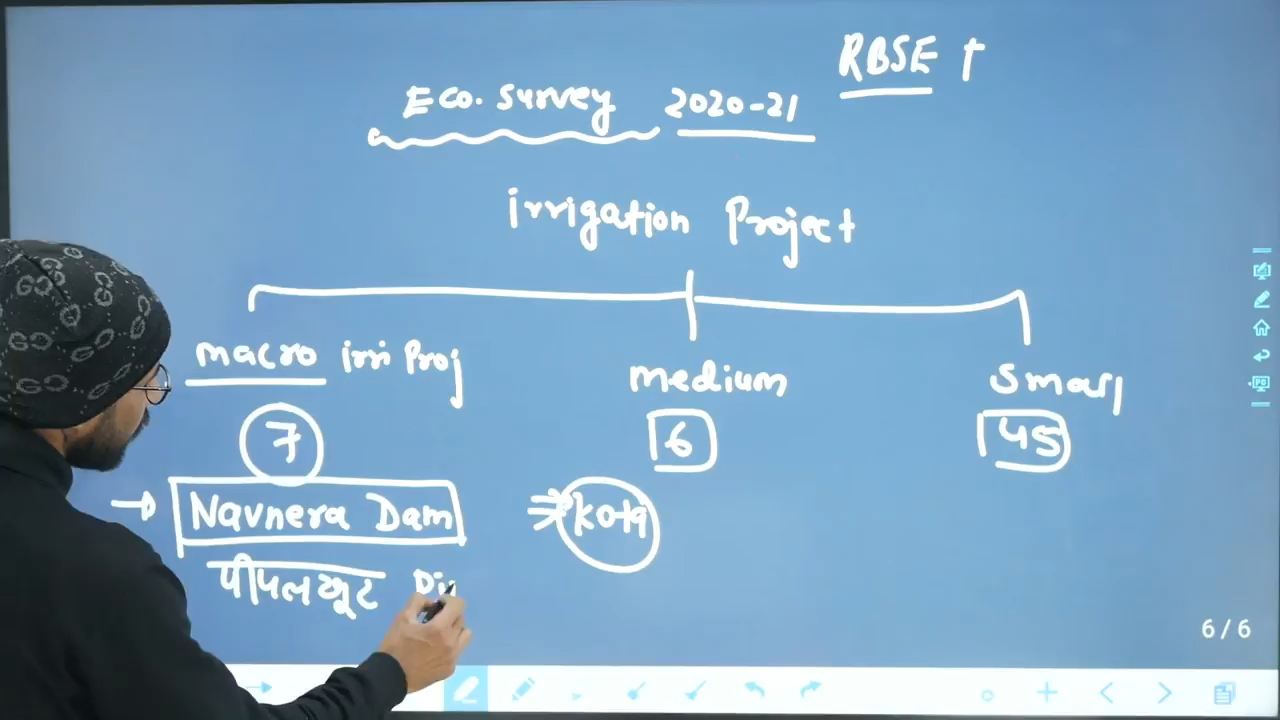 RBSE
Eco. Survey 2020-21
irrigation Project
macro irri Proj
medium
small
7
6
45
Navnera Dam
Kota
पीपलखूट Di
6/6